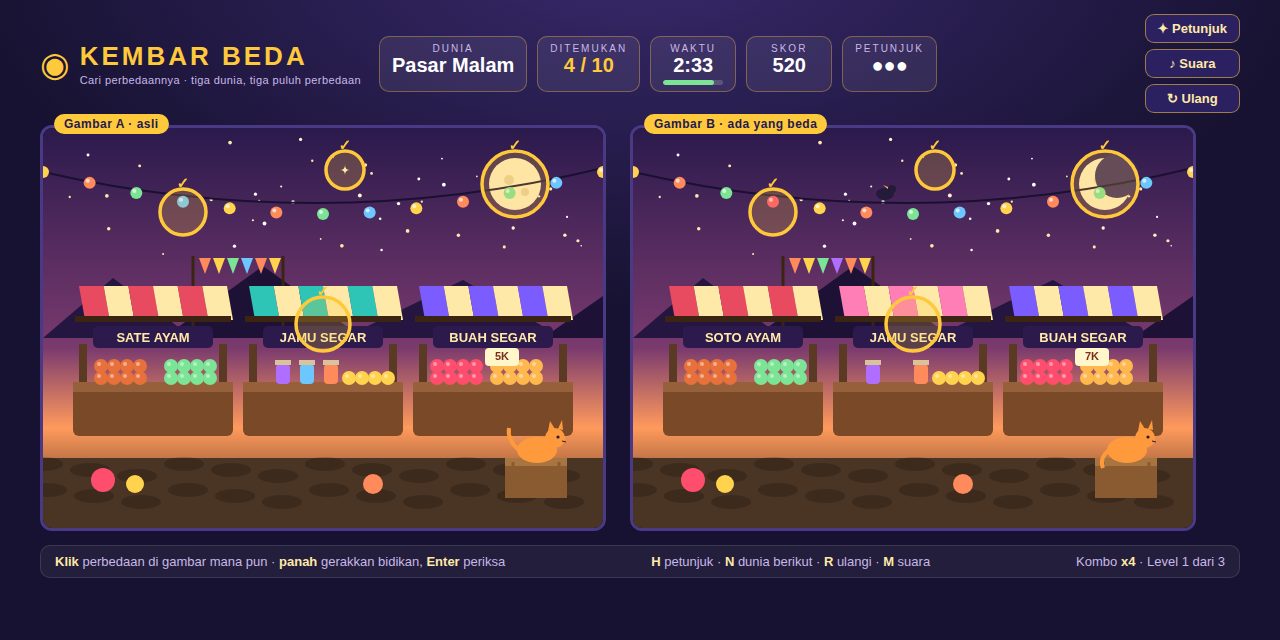 KEMBAR BEDA
Cari perbedaannya · tiga dunia, tiga puluh perbedaan
DUNIA
Pasar Malam
DITEMUKAN
4 / 10
WAKTU
2:33
SKOR
520
PETUNJUK
✦ Petunjuk
♪ Suara
↻ Ulang
Gambar A · asli
SATE AYAM
JAMU SEGAR
BUAH SEGAR
5K
Gambar B · ada yang beda
SOTO AYAM
JAMU SEGAR
BUAH SEGAR
7K
Klik perbedaan di gambar mana pun · panah gerakkan bidikan, Enter periksa
H petunjuk · N dunia berikut · R ulangi · M suara
Kombo x4 · Level 1 dari 3